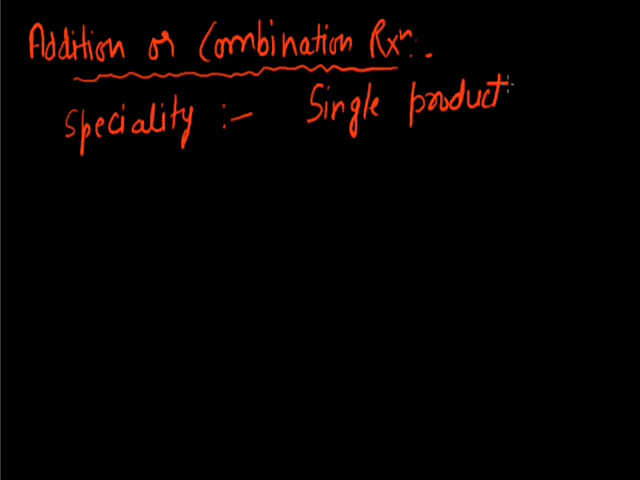 Addition or Combination Rxn:.
Speciality :- Single product